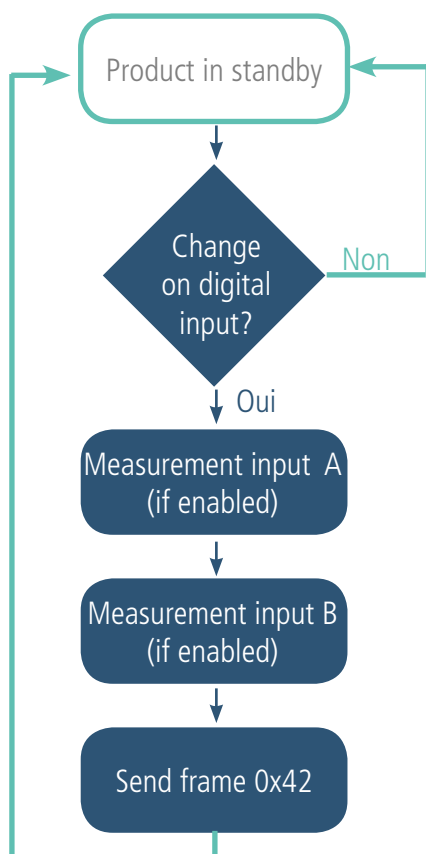 Product in standby
Change
on digital
input?
Non
Oui
Measurement input A
(if enabled)
Measurement input B
(if enabled)
Send frame 0x42